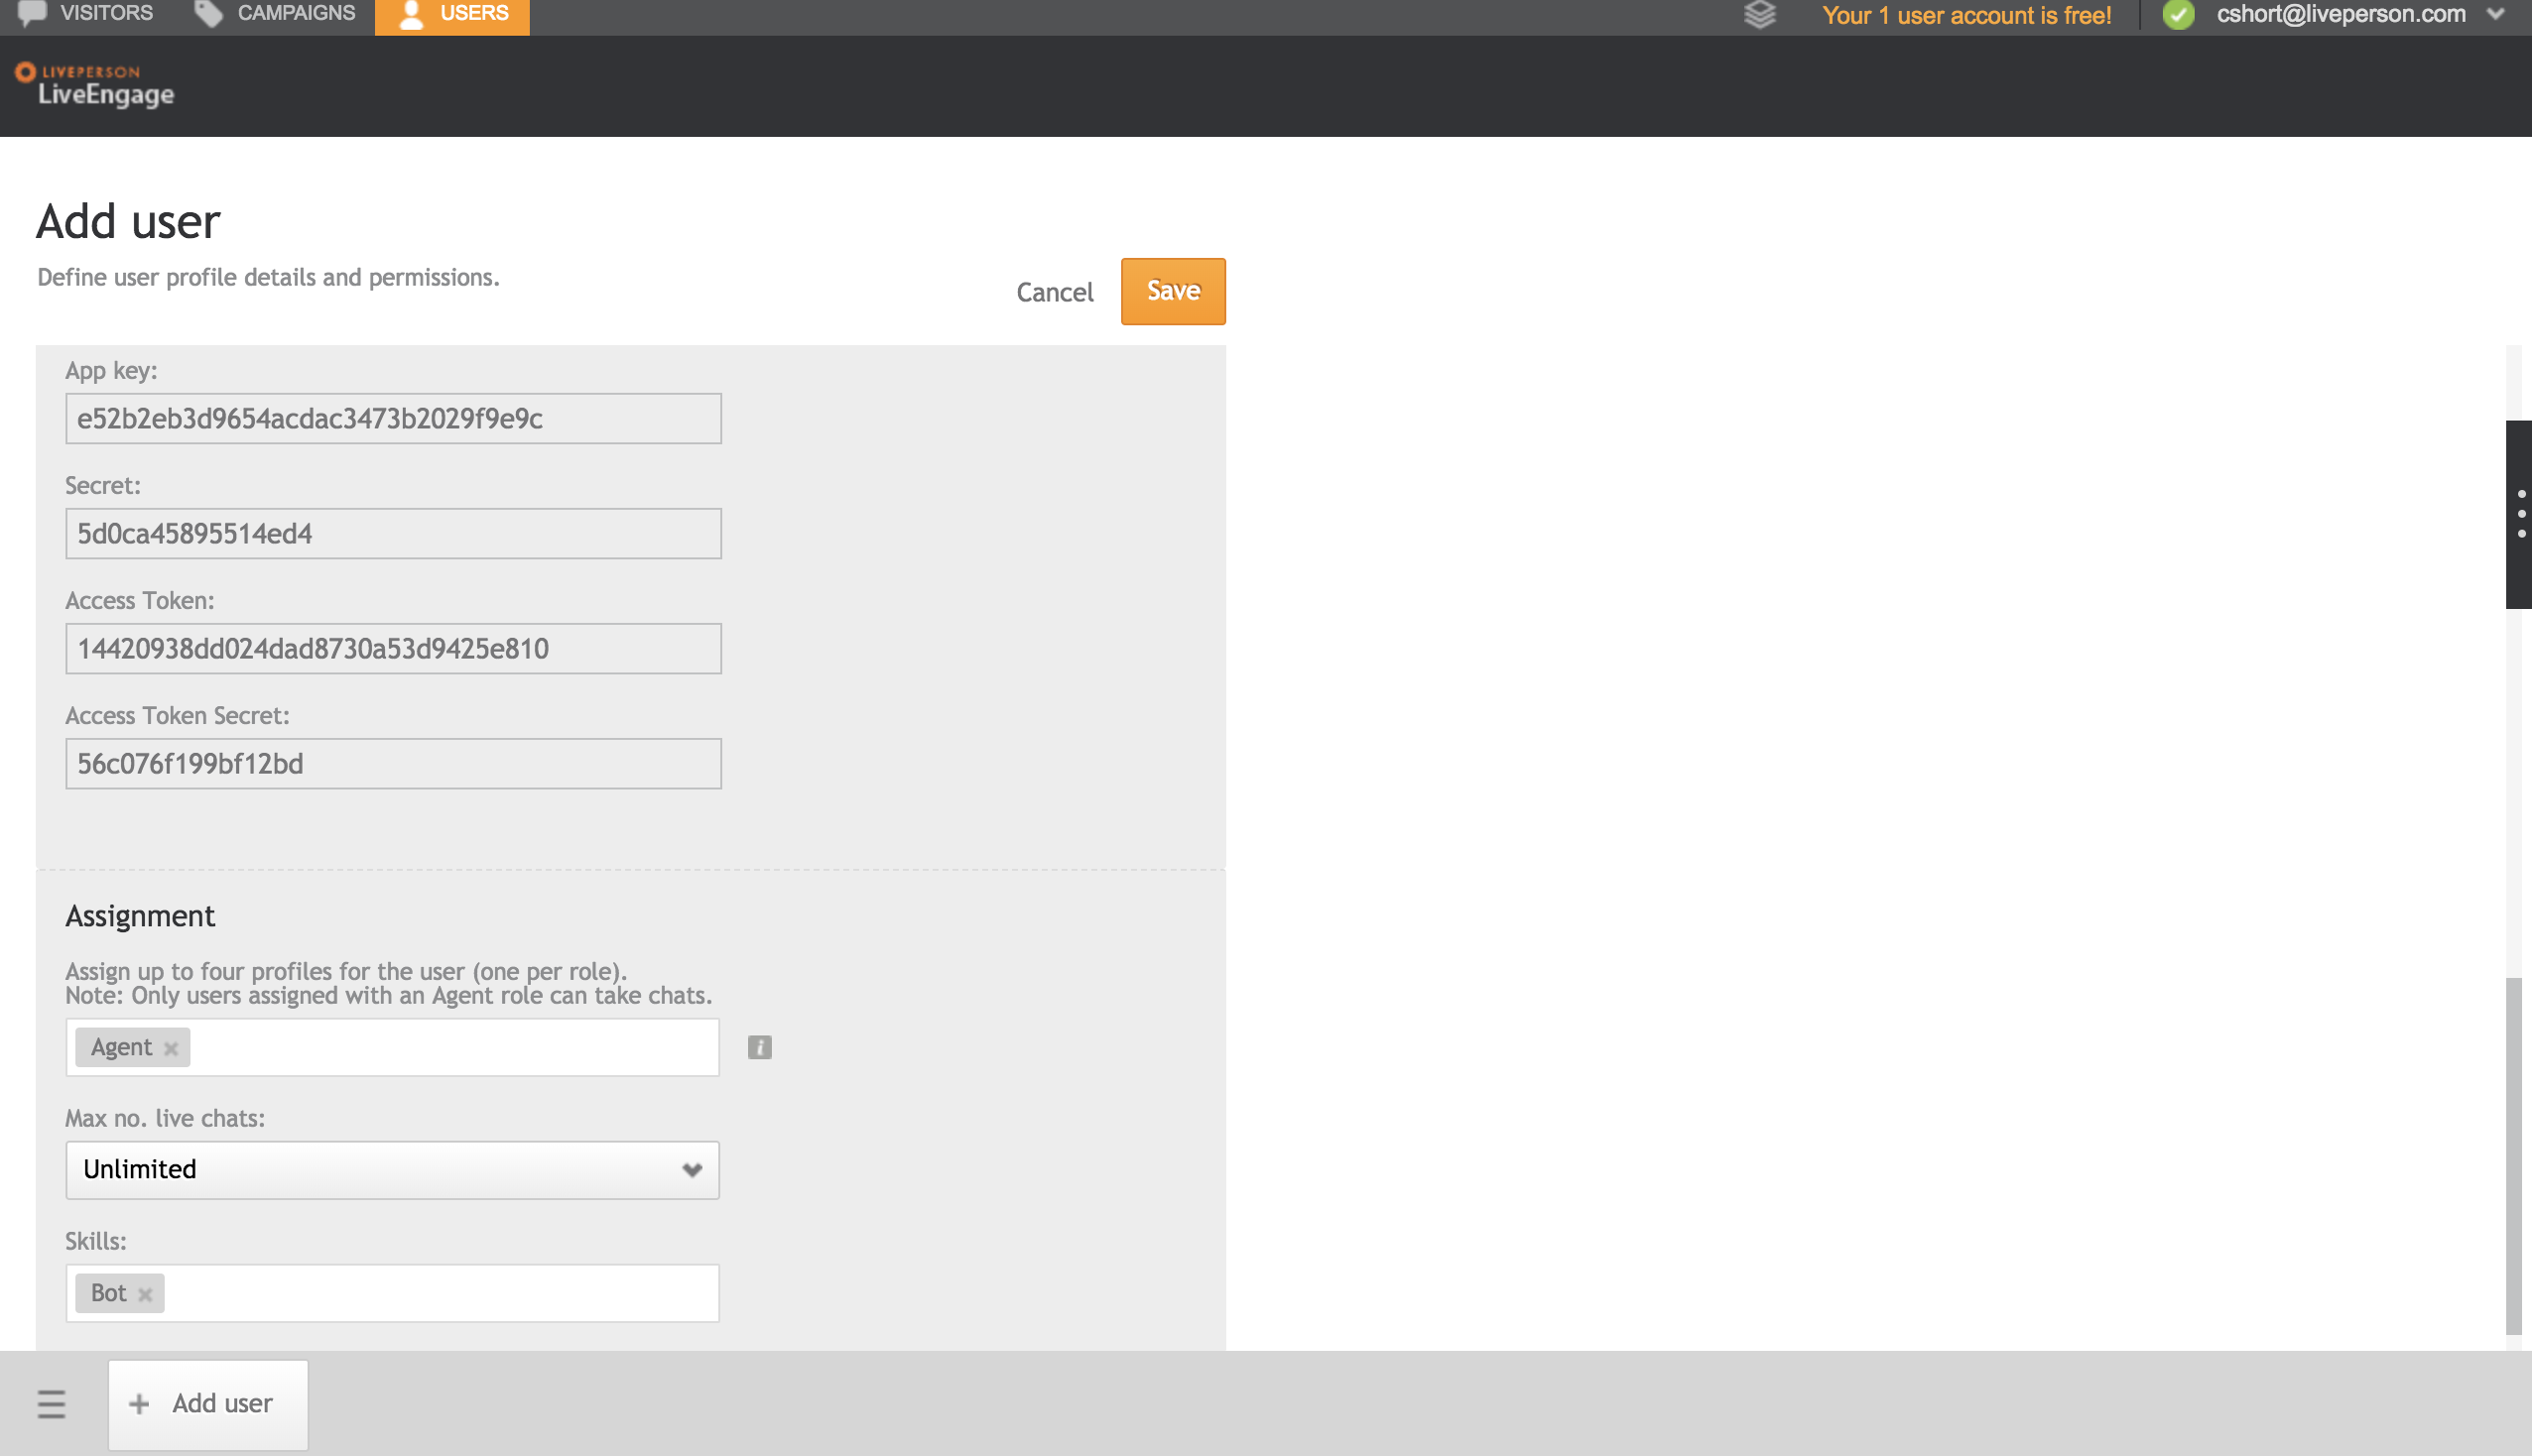 VISITORS
CAMPAIGNS
USERS
Your 1 user account is free!
cshort@liveperson.com
LIVEPERSON
LiveEngage
Add user
Define user profile details and permissions.
Cancel
Save
App key:
e52b2eb3d9654acdac3473b2029f9e9c
Secret:
5d0ca45895514ed4
Access Token:
14420938dd024dad8730a53d9425e810
Access Token Secret:
56c076f199bf12bd
Assignment
Assign up to four profiles for the user (one per role).
Note: Only users assigned with an Agent role can take chats.
Agent ×
i
Max no. live chats:
Unlimited
Skills:
Bot ×
+ Add user